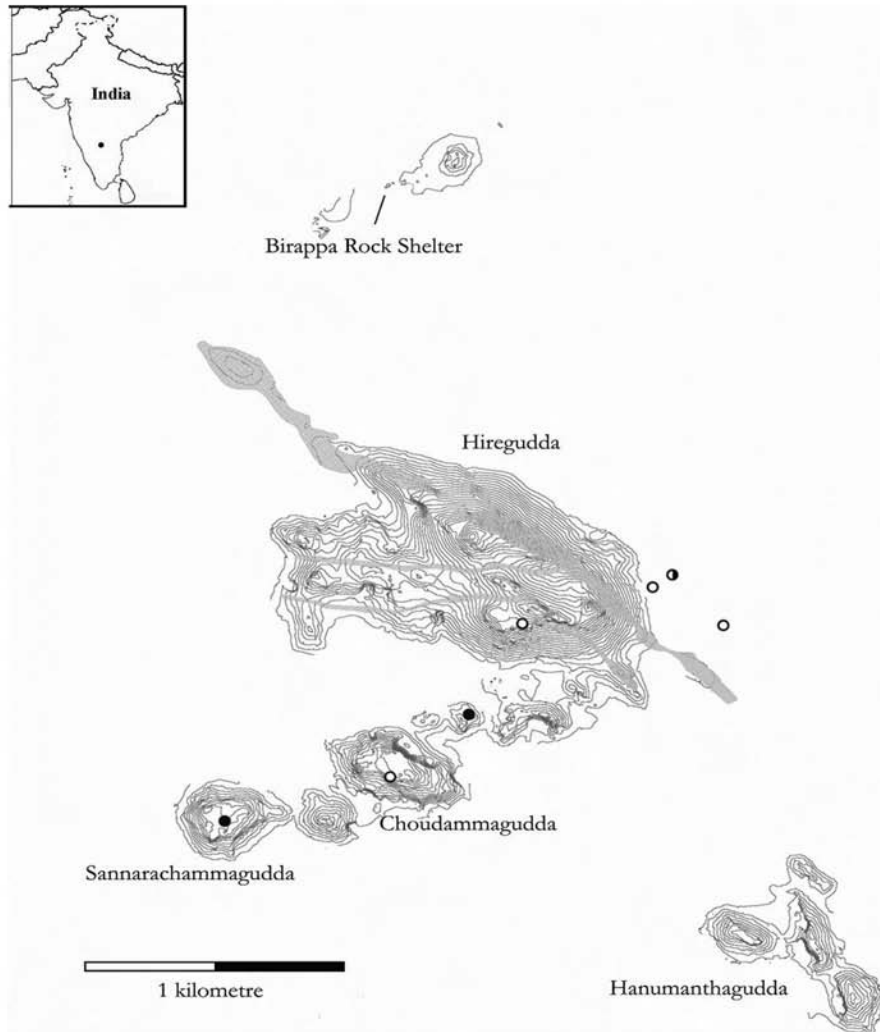 India
Birappa Rock Shelter
Hiregudda
Choudammagudda
Sannarachammagudda
1 kilometre
Hanumanthagudda